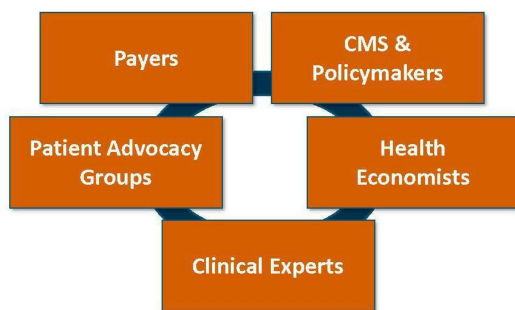 Payers
CMS &
Policymakers
Patient Advocacy
Groups
Health
Economists
Clinical Experts